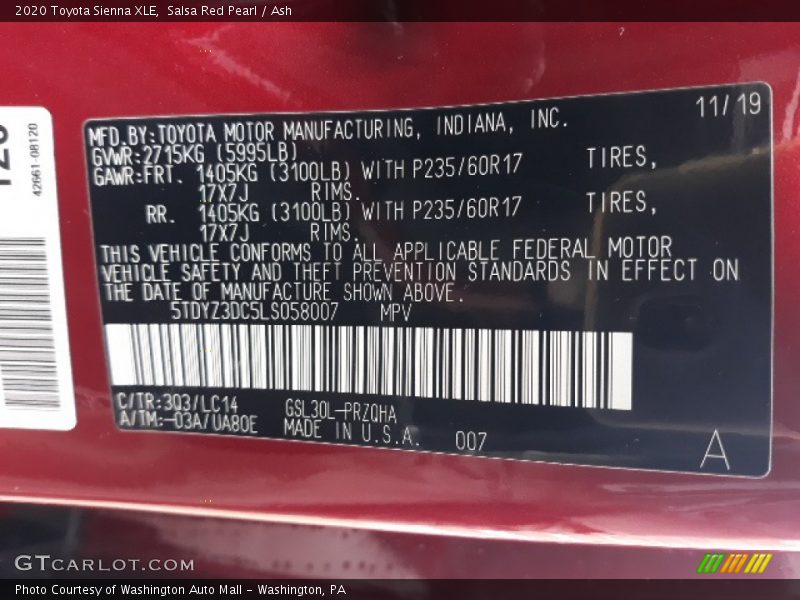 2020 Toyota Sienna XLE,  Salsa Red Pearl / Ash
42661-08120
11/19
MFD.BY:TOYOTA MOTOR MANUFACTURING, INDIANA, INC.
GVWR:2715KG (5995LB)
GAWR:FRT. 1405KG (3100LB) WITH P235/60R17 TIRES,
17X7J RIMS.
RR. 1405KG (3100LB) WITH P235/60R17 TIRES,
17X7J RIMS.
THIS VEHICLE CONFORMS TO ALL APPLICABLE FEDERAL MOTOR
VEHICLE SAFETY AND THEFT PREVENTION STANDARDS IN EFFECT ON
THE DATE OF MANUFACTURE SHOWN ABOVE.
5TDYZ3DC5LS058007 MPV
C/TR:3Q3/LC14 GSL30L-PRZQHA
A/TM:-03A/UA80E MADE IN U.S.A. 007
A
GTCARLOT.COM
Photo Courtesy of Washington Auto Mall - Washington, PA